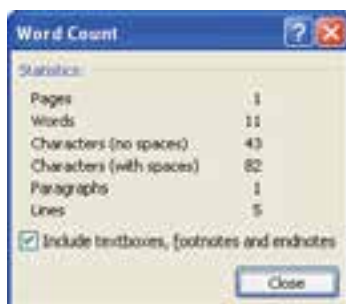 Word Count
Statistics:
Pages 1
Words 11
Characters (no spaces) 43
Characters (with spaces) 82
Paragraphs 1
Lines 5
Include textboxes, footnotes and endnotes
Close